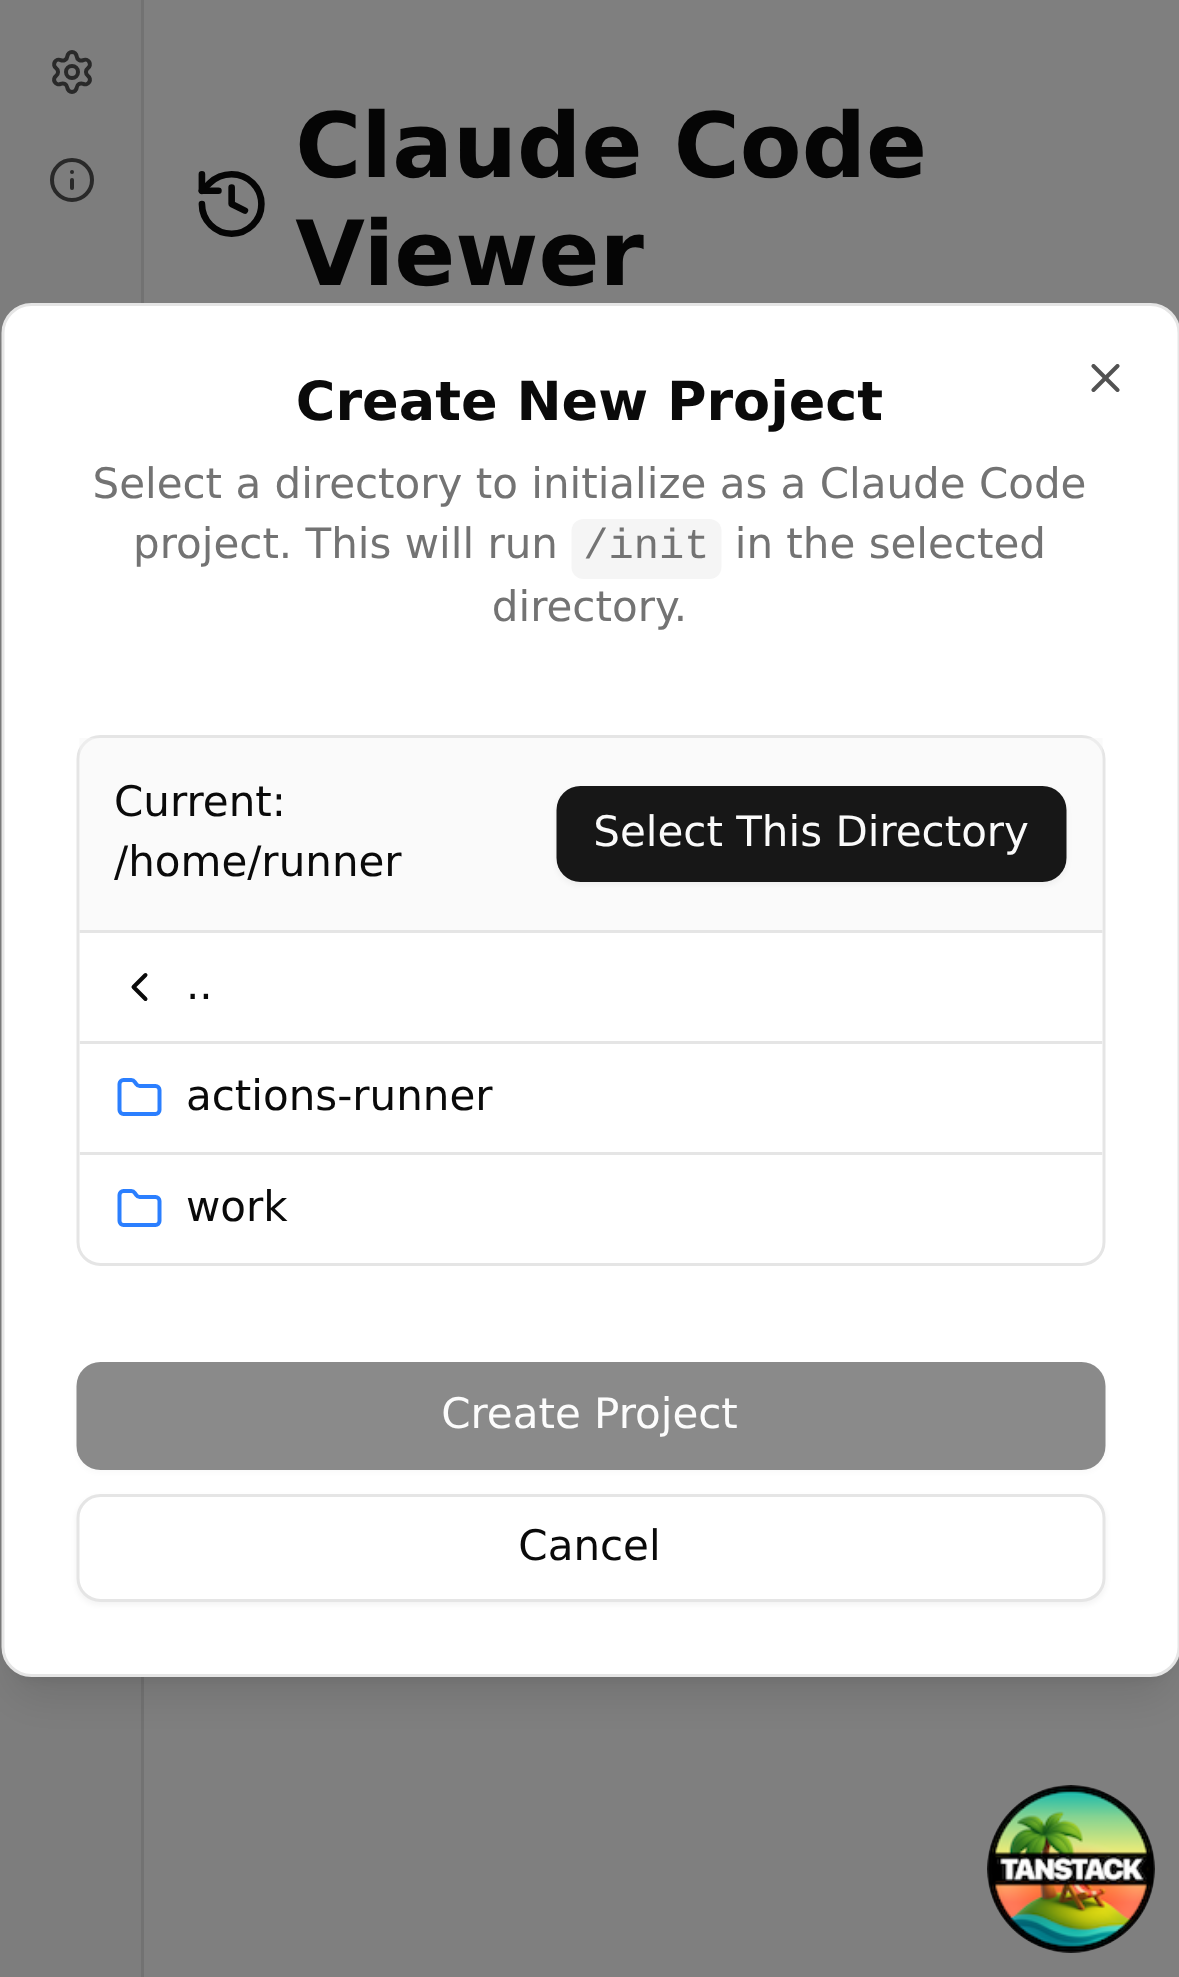 Claude Code
Viewer
Create New Project
Select a directory to initialize as a Claude Code
project. This will run /init in the selected
directory.
Current:
/home/runner
Select This Directory
..
actions-runner
work
Create Project
Cancel
TANSTACK